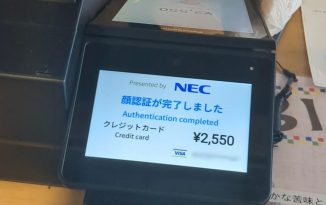 Presented by NEC
顔認証が完了しました
Authentication completed
クレジットカード
Credit card
¥2,550
VISA